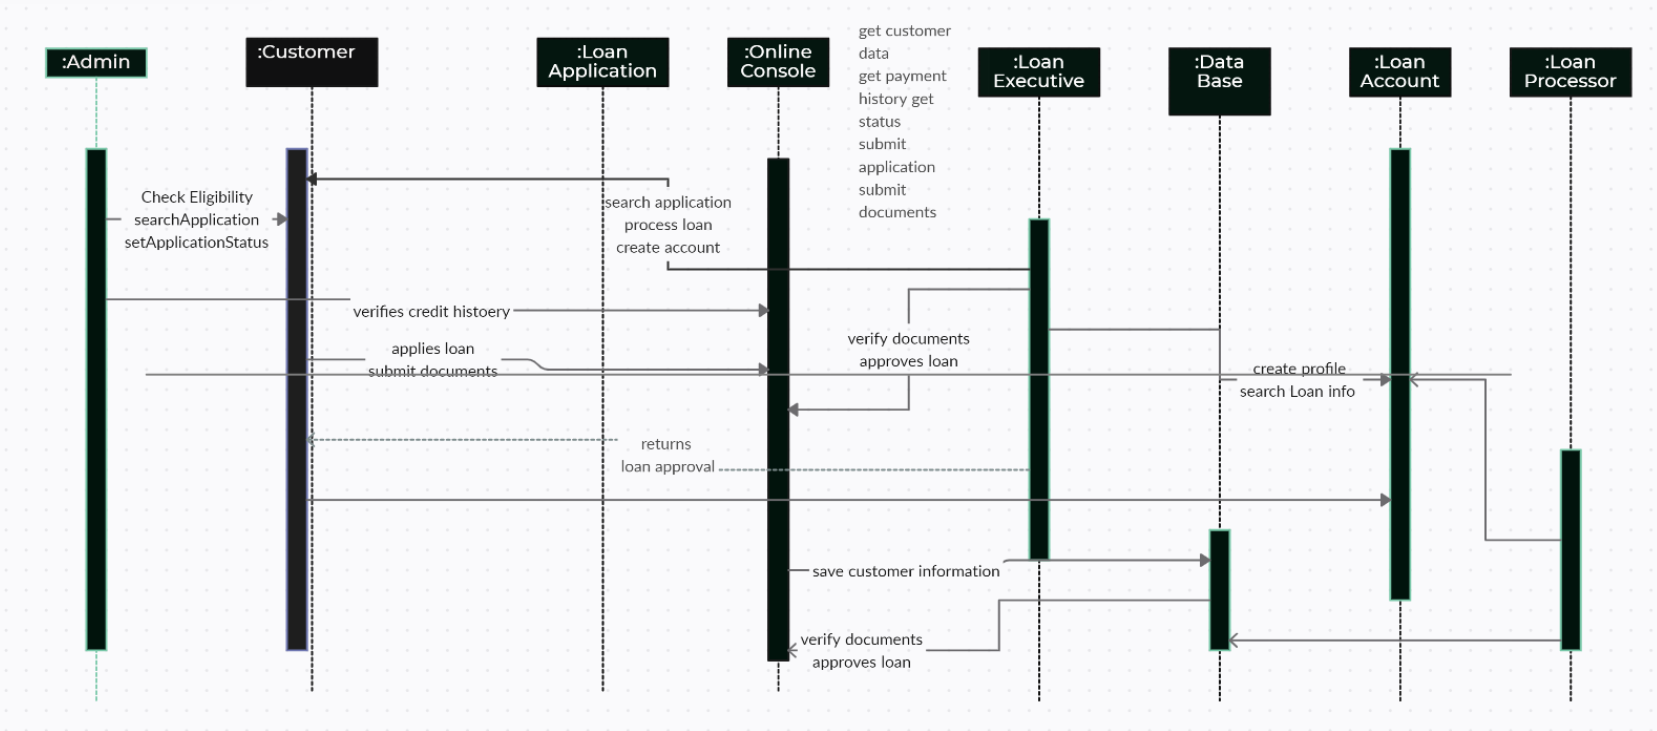 :Admin
:Customer
:Loan
Application
:Online
Console
get customer
data
get payment
history get
status
submit
application
submit
documents
:Loan
Executive
:Data
Base
:Loan
Account
:Loan
Processor
Check Eligibility
searchApplication
setApplicationStatus
search application
process loan
create account
verifies credit histoery
applies loan
submit documents
verify documents
approves loan
create profile
search Loan info
returns
loan approval
save customer information
verify documents
approves loan